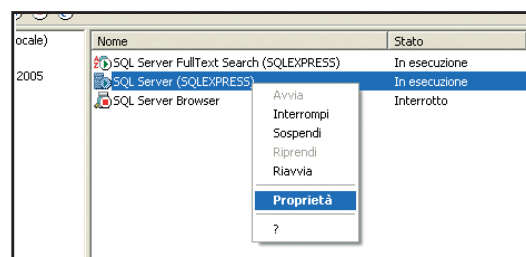 ocale)
2005
Nome Stato
SQL Server FullText Search (SQLEXPRESS) In esecuzione
SQL Server (SQLEXPRESS) In esecuzione
SQL Server Browser Interrotto
Avvia
Interrompi
Sospendi
Riprendi
Riavvia
Proprietà
?